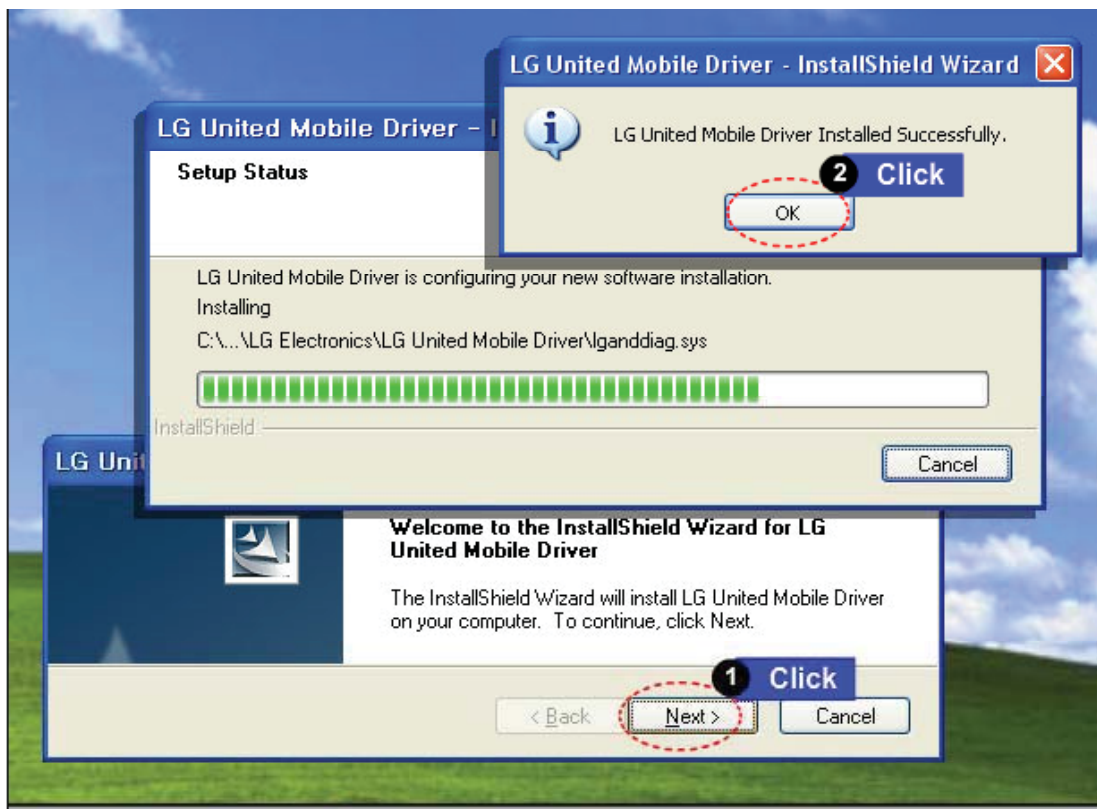 LG United Mobile Driver - InstallShield Wizard
LG United Mobile Driver Installed Successfully.
2 Click
OK
LG United Mobile Driver - I
Setup Status
LG United Mobile Driver is configuring your new software installation.
Installing
C:\...\LG Electronics\LG United Mobile Driver\lganddiag.sys
InstallShield
Cancel
LG Unit
Welcome to the InstallShield Wizard for LG
United Mobile Driver
The InstallShield Wizard will install LG United Mobile Driver
on your computer. To continue, click Next.
1 Click
< Back
Next >
Cancel